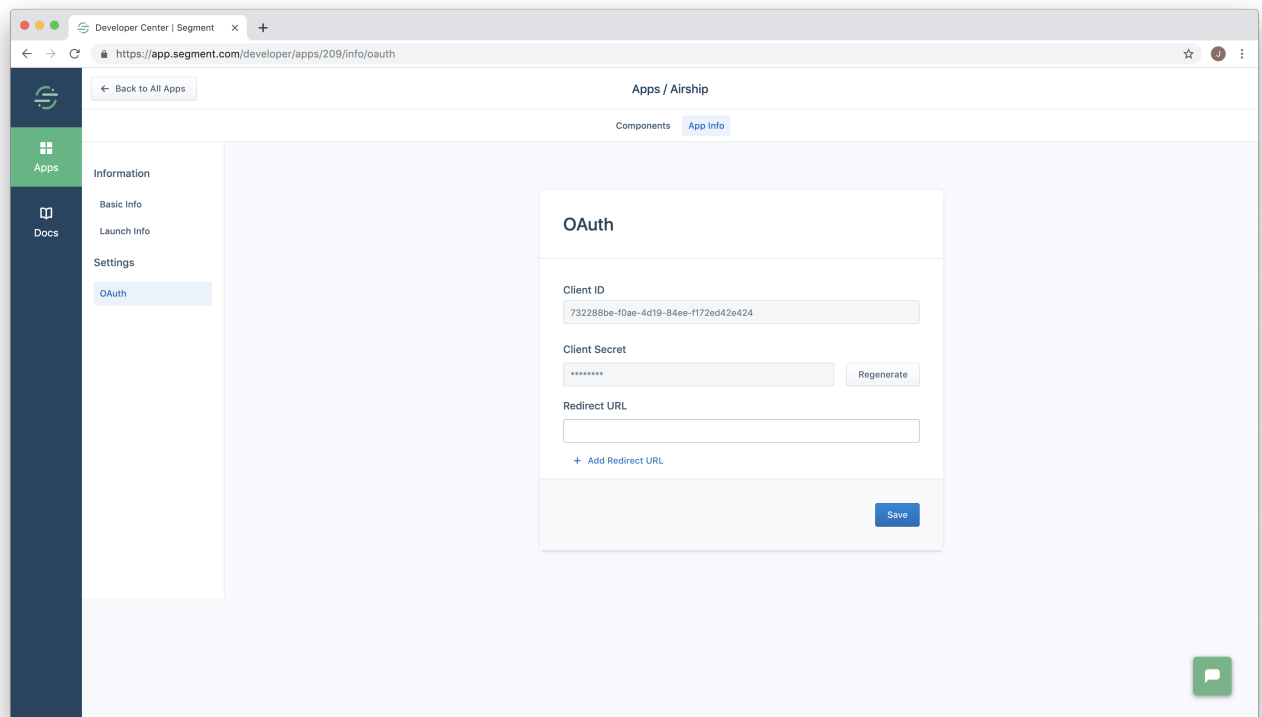 Developer Center | Segment
https://app.segment.com/developer/apps/209/info/oauth
J
Back to All Apps
Apps / Airship
Components
App Info
Apps
Docs
Information
Basic Info
Launch Info
Settings
OAuth
OAuth
Client ID
732288be-f0ae-4d19-84ee-f172ed42e424
Client Secret
********
Regenerate
Redirect URL
+ Add Redirect URL
Save